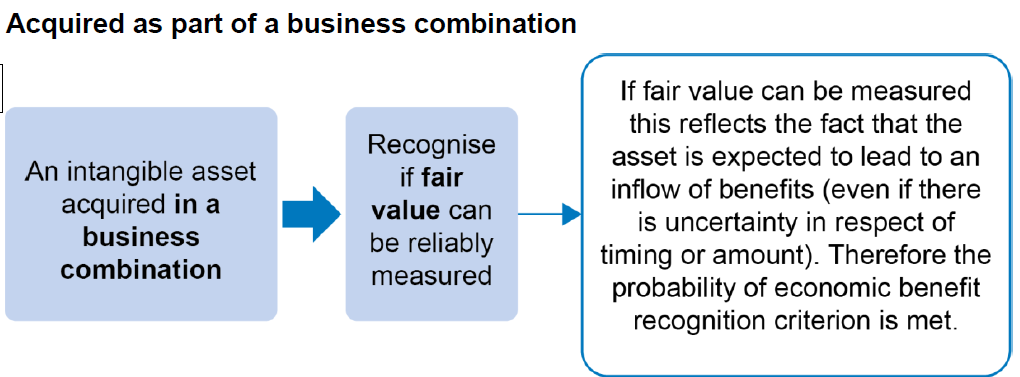 Acquired as part of a business combination
An intangible asset
acquired in a
business
combination
Recognise
if fair
value can
be reliably
measured
If fair value can be measured
this reflects the fact that the
asset is expected to lead to an
inflow of benefits (even if there
is uncertainty in respect of
timing or amount). Therefore the
probability of economic benefit
recognition criterion is met.